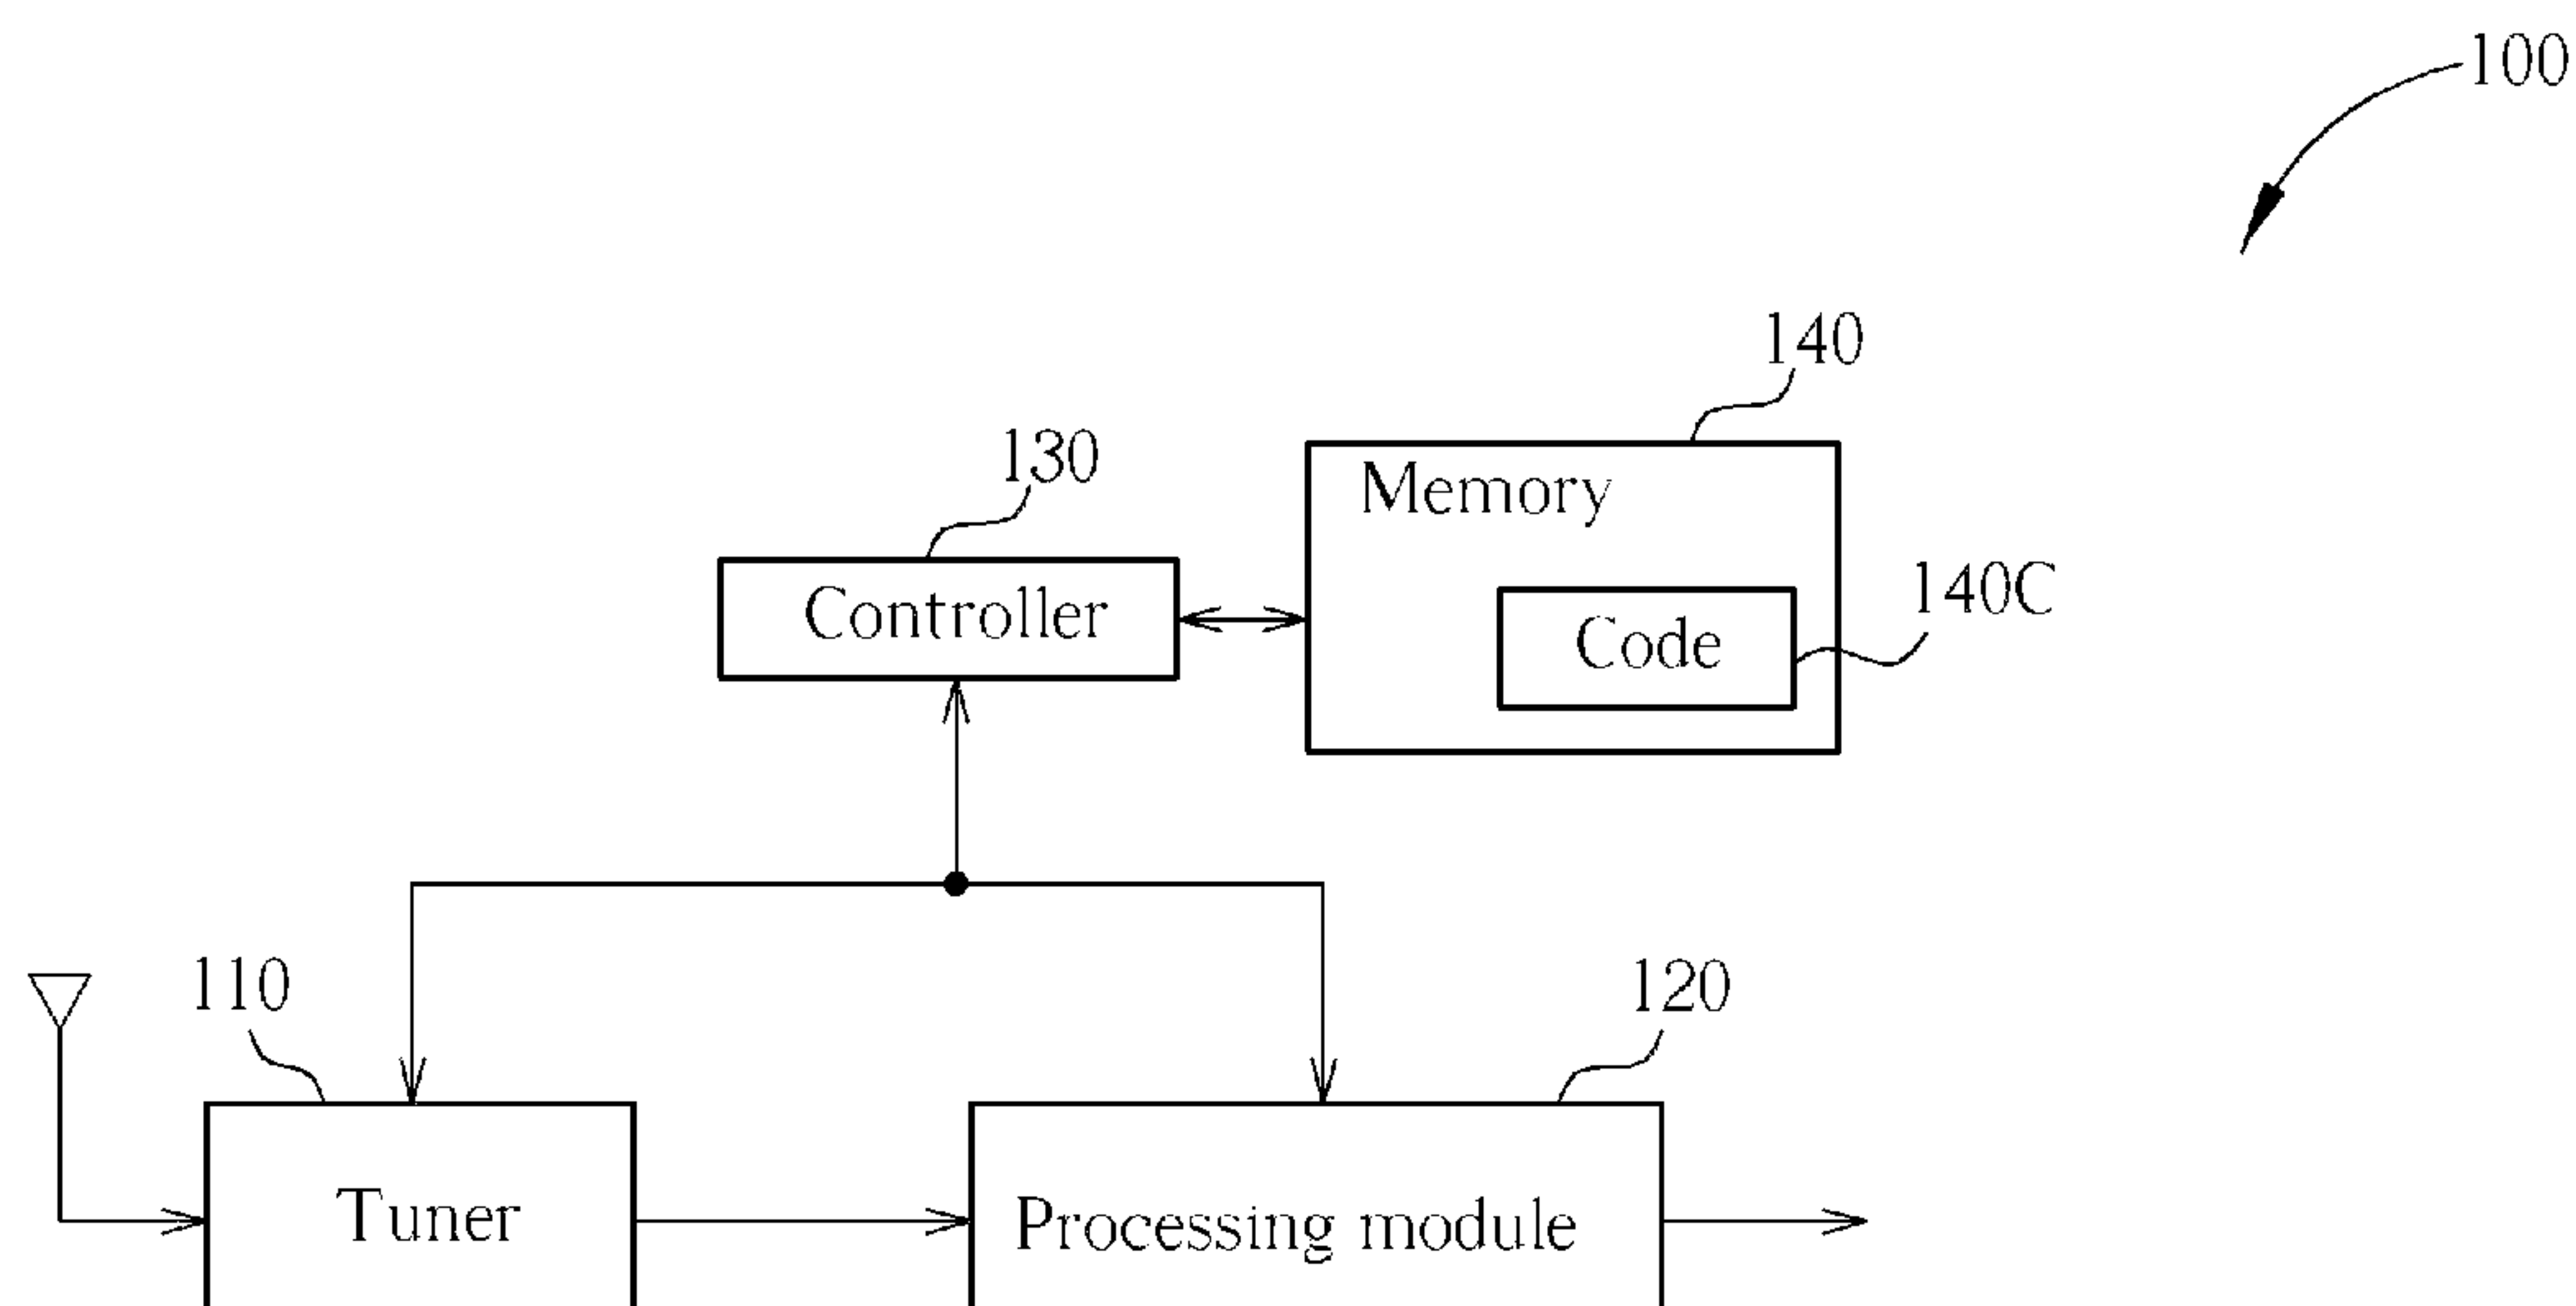 100
140
130
Memory
Controller
140C
Code
110
120
Tuner
Processing module